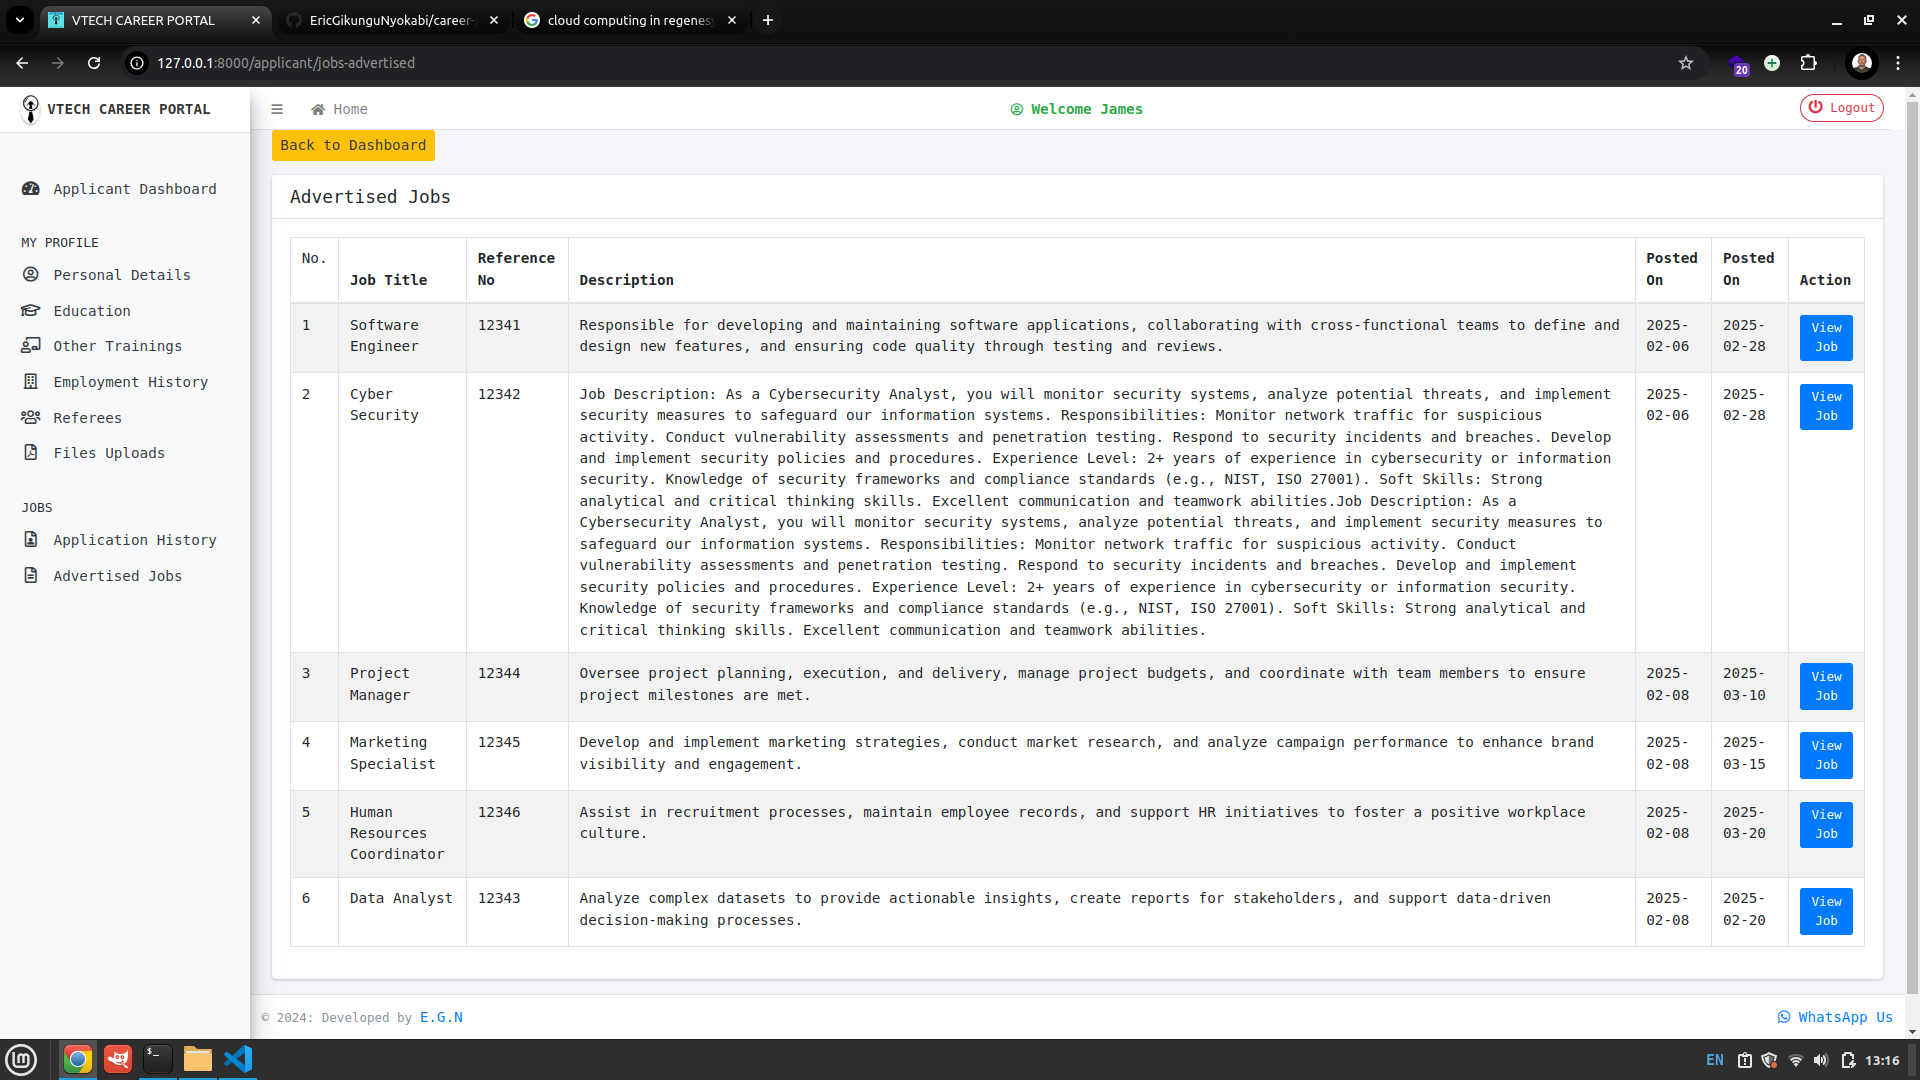 VTECH CAREER PORTAL
EricGikunguNyokabi/career-
cloud computing in regenesy
127.0.0.1:8000/applicant/jobs-advertised
20
VTECH CAREER PORTAL
Home
Welcome James
Logout
Back to Dashboard
Applicant Dashboard
MY PROFILE
Personal Details
Education
Other Trainings
Employment History
Referees
Files Uploads
JOBS
Application History
Advertised Jobs
Advertised Jobs
No.
Job Title
Reference
No
Description
Posted
On
Posted
On
Action
1
Software
Engineer
12341
Responsible for developing and maintaining software applications, collaborating with cross-functional teams to define and
design new features, and ensuring code quality through testing and reviews.
2025-
02-06
2025-
02-28
View
Job
2
Cyber
Security
12342
Job Description: As a Cybersecurity Analyst, you will monitor security systems, analyze potential threats, and implement
security measures to safeguard our information systems. Responsibilities: Monitor network traffic for suspicious
activity. Conduct vulnerability assessments and penetration testing. Respond to security incidents and breaches. Develop
and implement security policies and procedures. Experience Level: 2+ years of experience in cybersecurity or information
security. Knowledge of security frameworks and compliance standards (e.g., NIST, ISO 27001). Soft Skills: Strong
analytical and critical thinking skills. Excellent communication and teamwork abilities.Job Description: As a
Cybersecurity Analyst, you will monitor security systems, analyze potential threats, and implement security measures to
safeguard our information systems. Responsibilities: Monitor network traffic for suspicious activity. Conduct
vulnerability assessments and penetration testing. Respond to security incidents and breaches. Develop and implement
security policies and procedures. Experience Level: 2+ years of experience in cybersecurity or information security.
Knowledge of security frameworks and compliance standards (e.g., NIST, ISO 27001). Soft Skills: Strong analytical and
critical thinking skills. Excellent communication and teamwork abilities.
2025-
02-06
2025-
02-28
View
Job
3
Project
Manager
12344
Oversee project planning, execution, and delivery, manage project budgets, and coordinate with team members to ensure
project milestones are met.
2025-
02-08
2025-
03-10
View
Job
4
Marketing
Specialist
12345
Develop and implement marketing strategies, conduct market research, and analyze campaign performance to enhance brand
visibility and engagement.
2025-
02-08
2025-
03-15
View
Job
5
Human
Resources
Coordinator
12346
Assist in recruitment processes, maintain employee records, and support HR initiatives to foster a positive workplace
culture.
2025-
02-08
2025-
03-20
View
Job
6
Data Analyst
12343
Analyze complex datasets to provide actionable insights, create reports for stakeholders, and support data-driven
decision-making processes.
2025-
02-08
2025-
02-20
View
Job
© 2024: Developed by E.G.N
WhatsApp Us
EN
13:16